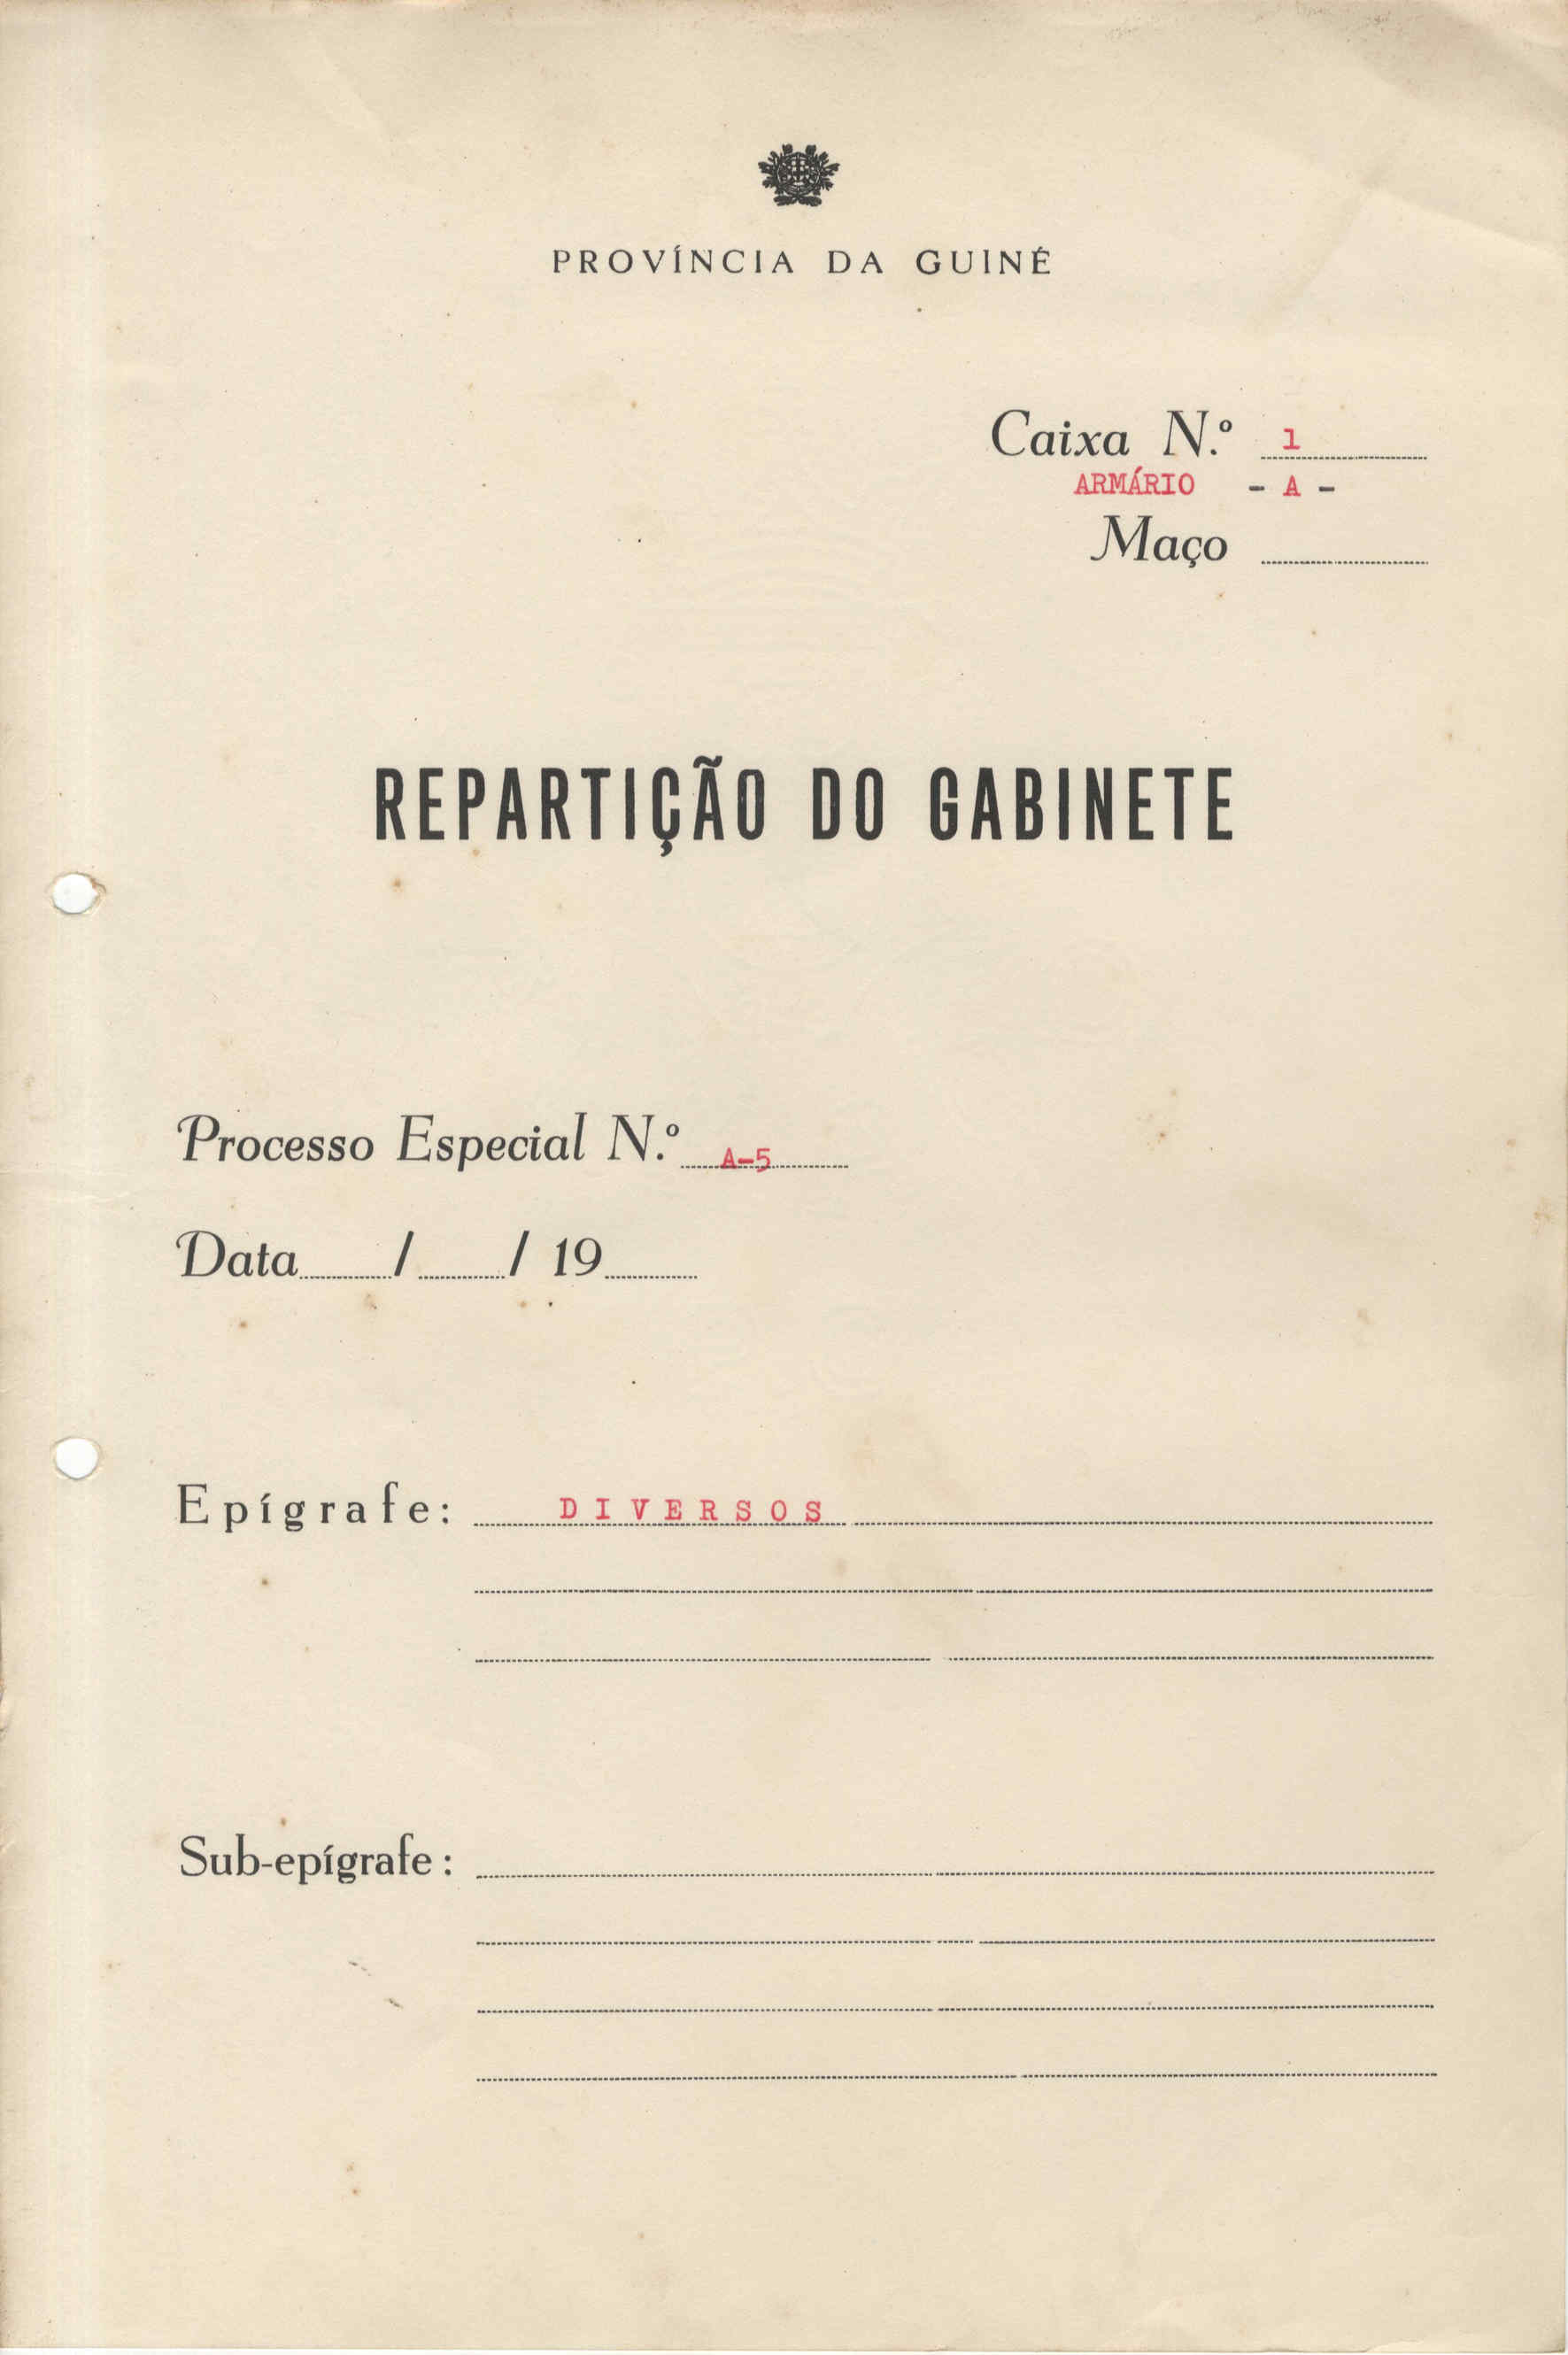 PROVÍNCIA DA GUINÉ
Caixa N.º 1
ARMÁRIO - A -
Maço
REPARTIÇÃO DO GABINETE
Processo Especial N.º A-5
Data / / 19
Epígrafe: DIVERSOS
Sub-epígrafe: